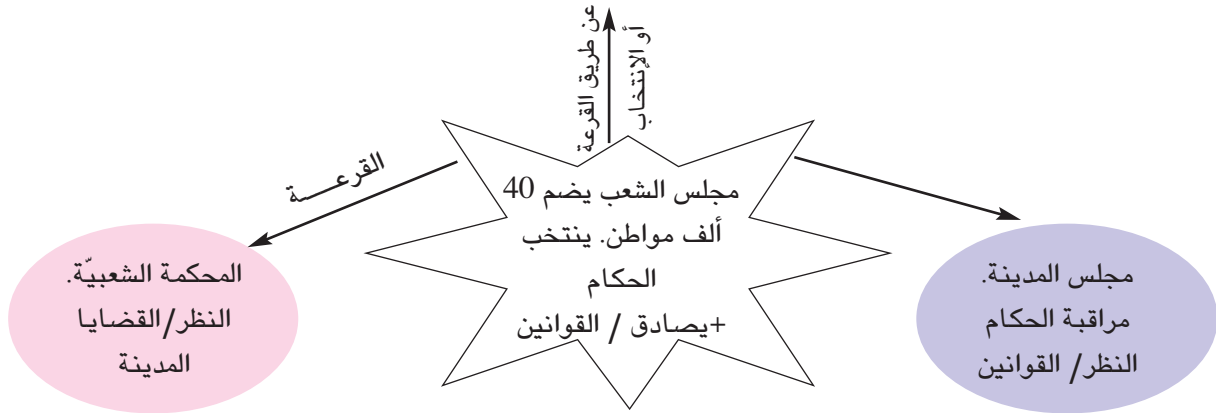 عن طريق القرعة
أو الإنتخاب
القرعـــــة
مجلس الشعب يضم 40
ألف مواطن. ينتخب
الحكام
+يصادق / القوانين
مجلس المدينة.
مراقبة الحكام
النظر/ القوانين
المحكمة الشعبيّة.
النظر/القضايا
المدينة